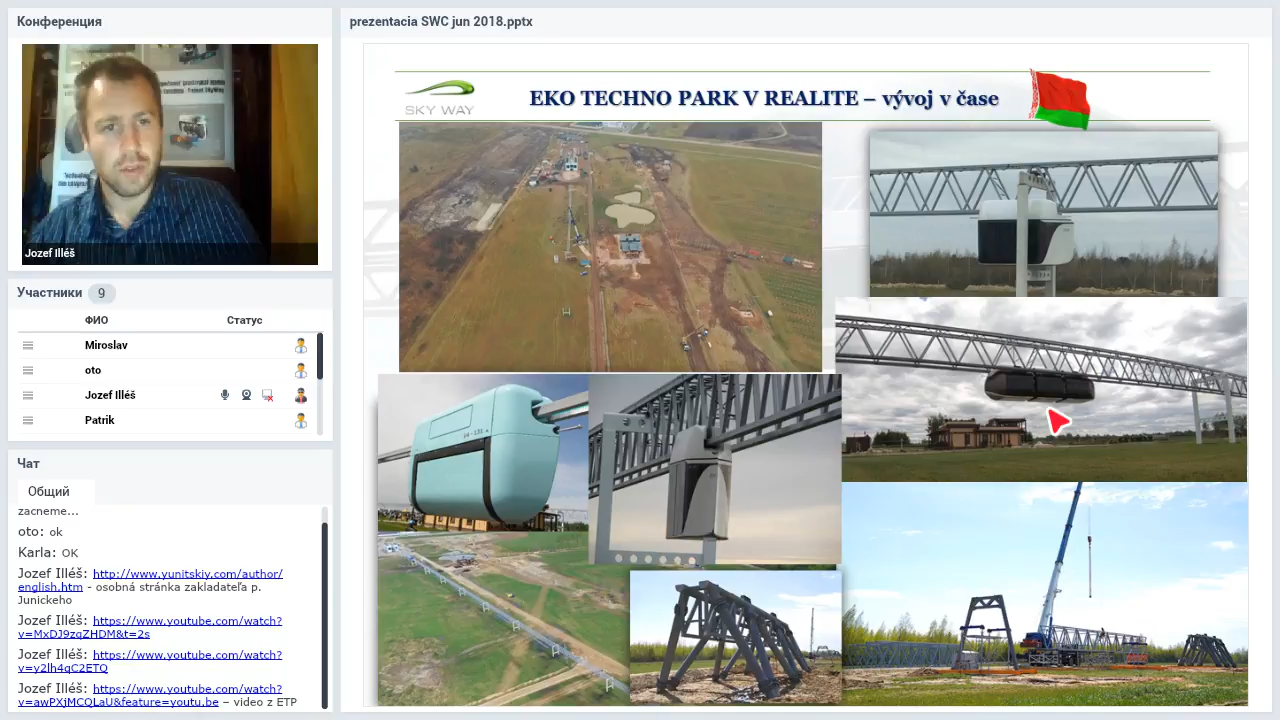 Конференция
Jozef Illéš
Участники 9
ФИО Статус
Miroslav
oto
Jozef Illéš
Patrik
Чат
Общий
zacneme...
oto: ok
Karla: OK
Jozef Illéš: http://www.yunitskiy.com/author/
english.htm - osobná stránka zakladateľa p.
Junickeho
Jozef Illéš: https://www.youtube.com/watch?
v=MxDJ9zqZHDM&t=2s
Jozef Illéš: https://www.youtube.com/watch?
v=y2lh4qC2ETQ
Jozef Illéš: https://www.youtube.com/watch?
v=awPXjMCQLaU&feature=youtu.be – video z ETP
prezentacia SWC jun 2018.pptx
SKY WAY
EKO TECHNO PARK V REALITE – vývoj v čase